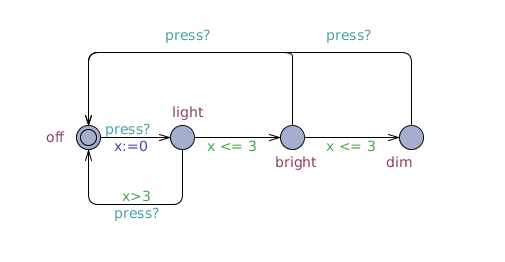 press? press?
light
off press?
x:=0 x <= 3 x <= 3
bright dim
x>3
press?